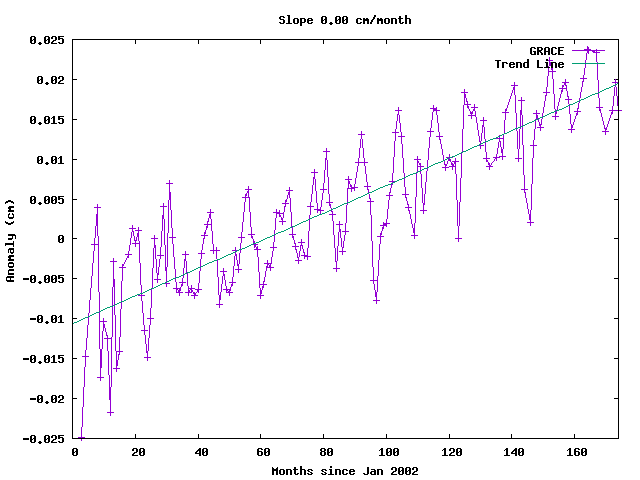 Slope 0.00 cm/month
0.025
GRACE
Trend Line
0.02
0.015
0.01
0.005
0
-0.005
-0.01
-0.015
-0.02
-0.025
Anomaly (cm)
0 20 40 60 80 100 120 140 160
Months since Jan 2002